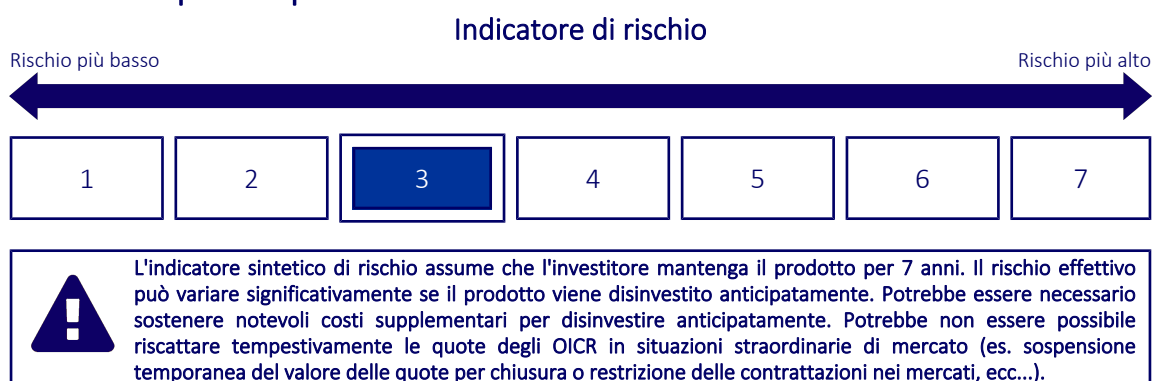 Indicatore di rischio
Rischio più basso Rischio più alto
1 2 3 4 5 6 7
L'indicatore sintetico di rischio assume che l'investitore mantenga il prodotto per 7 anni. Il rischio effettivo
può variare significativamente se il prodotto viene disinvestito anticipatamente. Potrebbe essere necessario
sostenere notevoli costi supplementari per disinvestire anticipatamente. Potrebbe non essere possibile
riscattare tempestivamente le quote degli OICR in situazioni straordinarie di mercato (es. sospensione
temporanea del valore delle quote per chiusura o restrizione delle contrattazioni nei mercati, ecc...).